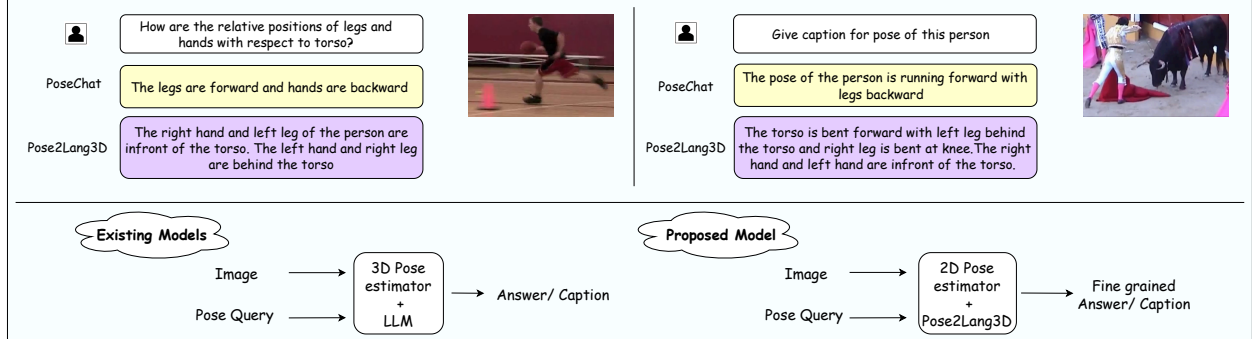 How are the relative positions of legs and
hands with respect to torso?
PoseChat
The legs are forward and hands are backward
Pose2Lang3D
The right hand and left leg of the person are
infront of the torso. The left hand and right leg
are behind the torso
Give caption for pose of this person
PoseChat
The pose of the person is running forward with
legs backward
Pose2Lang3D
The torso is bent forward with left leg behind
the torso and right leg is bent at knee.The right
hand and left hand are infront of the torso.
Existing Models
Image
Pose Query
3D Pose
estimator
+
LLM
Answer/ Caption
Proposed Model
Image
Pose Query
2D Pose
estimator
+
Pose2Lang3D
Fine grained
Answer/ Caption